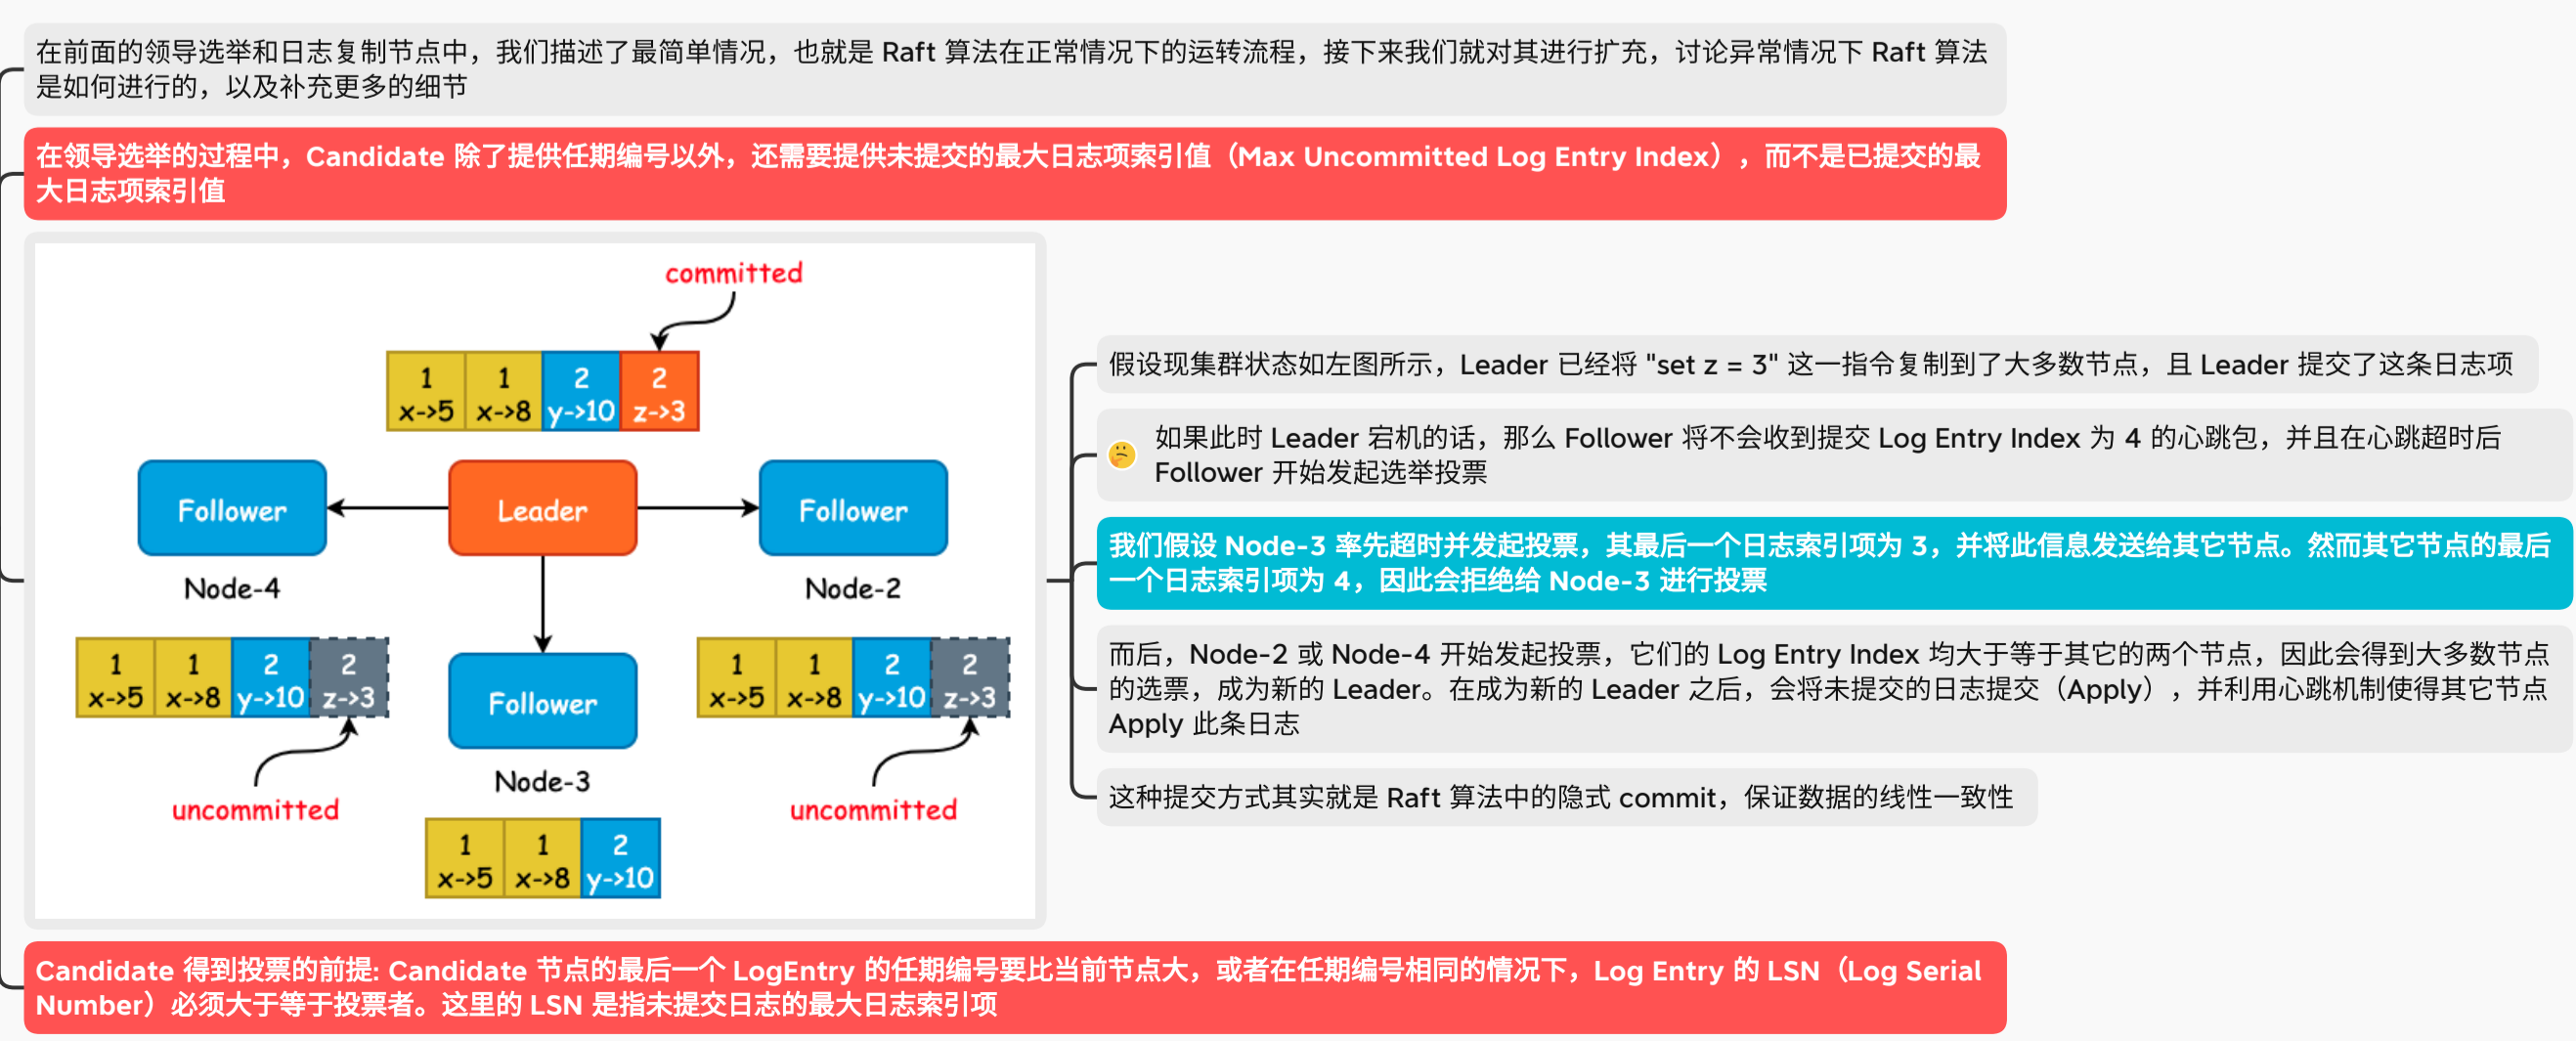 在前面的领导选举和日志复制节点中，我们描述了最简单情况，也就是 Raft 算法在正常情况下的运转流程，接下来我们就对其进行扩充，讨论异常情况下 Raft 算法
是如何进行的，以及补充更多的细节
在领导选举的过程中，Candidate 除了提供任期编号以外，还需要提供未提交的最大日志项索引值（Max Uncommitted Log Entry Index），而不是已提交的最
大日志项索引值
committed
1 1 2 2
x->5 x->8 y->10 z->3
Follower Leader Follower
Node-4 Node-2
1 1 2 2
x->5 x->8 y->10 z->3
uncommitted
1 1 2 2
x->5 x->8 y->10 z->3
uncommitted
Follower
Node-3
1 1 2
x->5 x->8 y->10
假设现集群状态如左图所示，Leader 已经将 "set z = 3" 这一指令复制到了大多数节点，且 Leader 提交了这条日志项
如果此时 Leader 宕机的话，那么 Follower 将不会收到提交 Log Entry Index 为 4 的心跳包，并且在心跳超时后
Follower 开始发起选举投票
我们假设 Node-3 率先超时并发起投票，其最后一个日志索引项为 3，并将此信息发送给其它节点。然而其它节点的最后
一个日志索引项为 4，因此会拒绝给 Node-3 进行投票
而后，Node-2 或 Node-4 开始发起投票，它们的 Log Entry Index 均大于等于其它的两个节点，因此会得到大多数节点
的选票，成为新的 Leader。在成为新的 Leader 之后，会将未提交的日志提交（Apply），并利用心跳机制使得其它节点
Apply 此条日志
这种提交方式其实就是 Raft 算法中的隐式 commit，保证数据的线性一致性
Candidate 得到投票的前提: Candidate 节点的最后一个 LogEntry 的任期编号要比当前节点大，或者在任期编号相同的情况下，Log Entry 的 LSN（Log Serial
Number）必须大于等于投票者。这里的 LSN 是指未提交日志的最大日志索引项